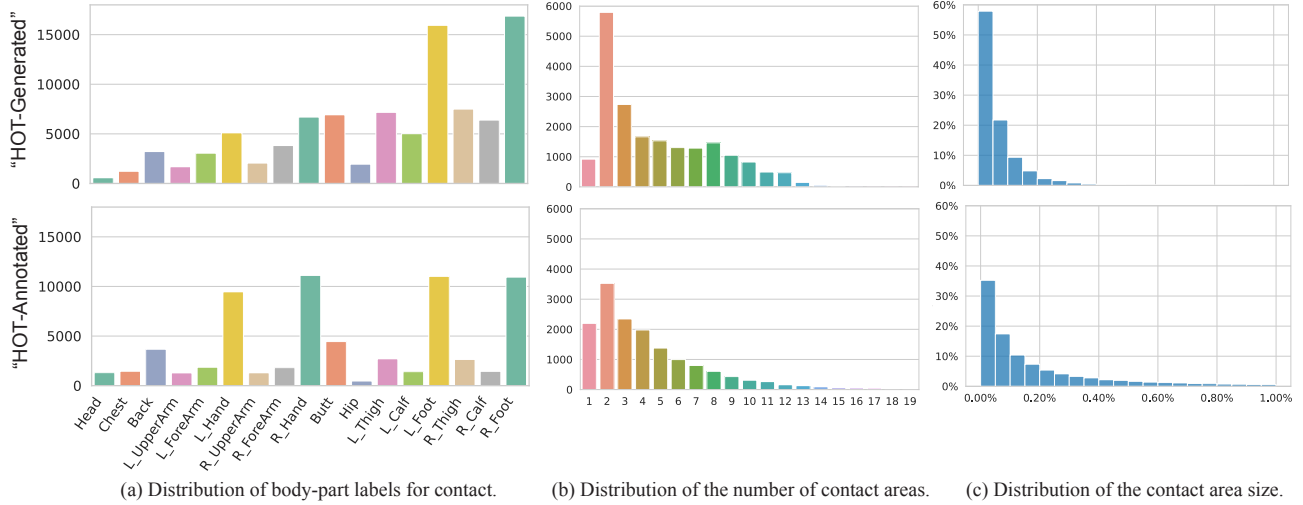 "HOT-Generated"
15000
10000
5000
0
6000
5000
4000
3000
2000
1000
0
60%
50%
40%
30%
20%
10%
0%
"HOT-Annotated"
15000
10000
5000
0
Head
Chest
Back
L_UpperArm
L_ForeArm
L_Hand
R_UpperArm
R_ForeArm
R_Hand
Butt
Hip
L_Thigh
L_Calf
L_Foot
R_Thigh
R_Calf
R_Foot
6000
5000
4000
3000
2000
1000
0
1 2 3 4 5 6 7 8 9 10 11 12 13 14 15 16 17 18 19
60%
50%
40%
30%
20%
10%
0%
0.00% 0.20% 0.40% 0.60% 0.80% 1.00%
(a) Distribution of body-part labels for contact.
(b) Distribution of the number of contact areas.
(c) Distribution of the contact area size.